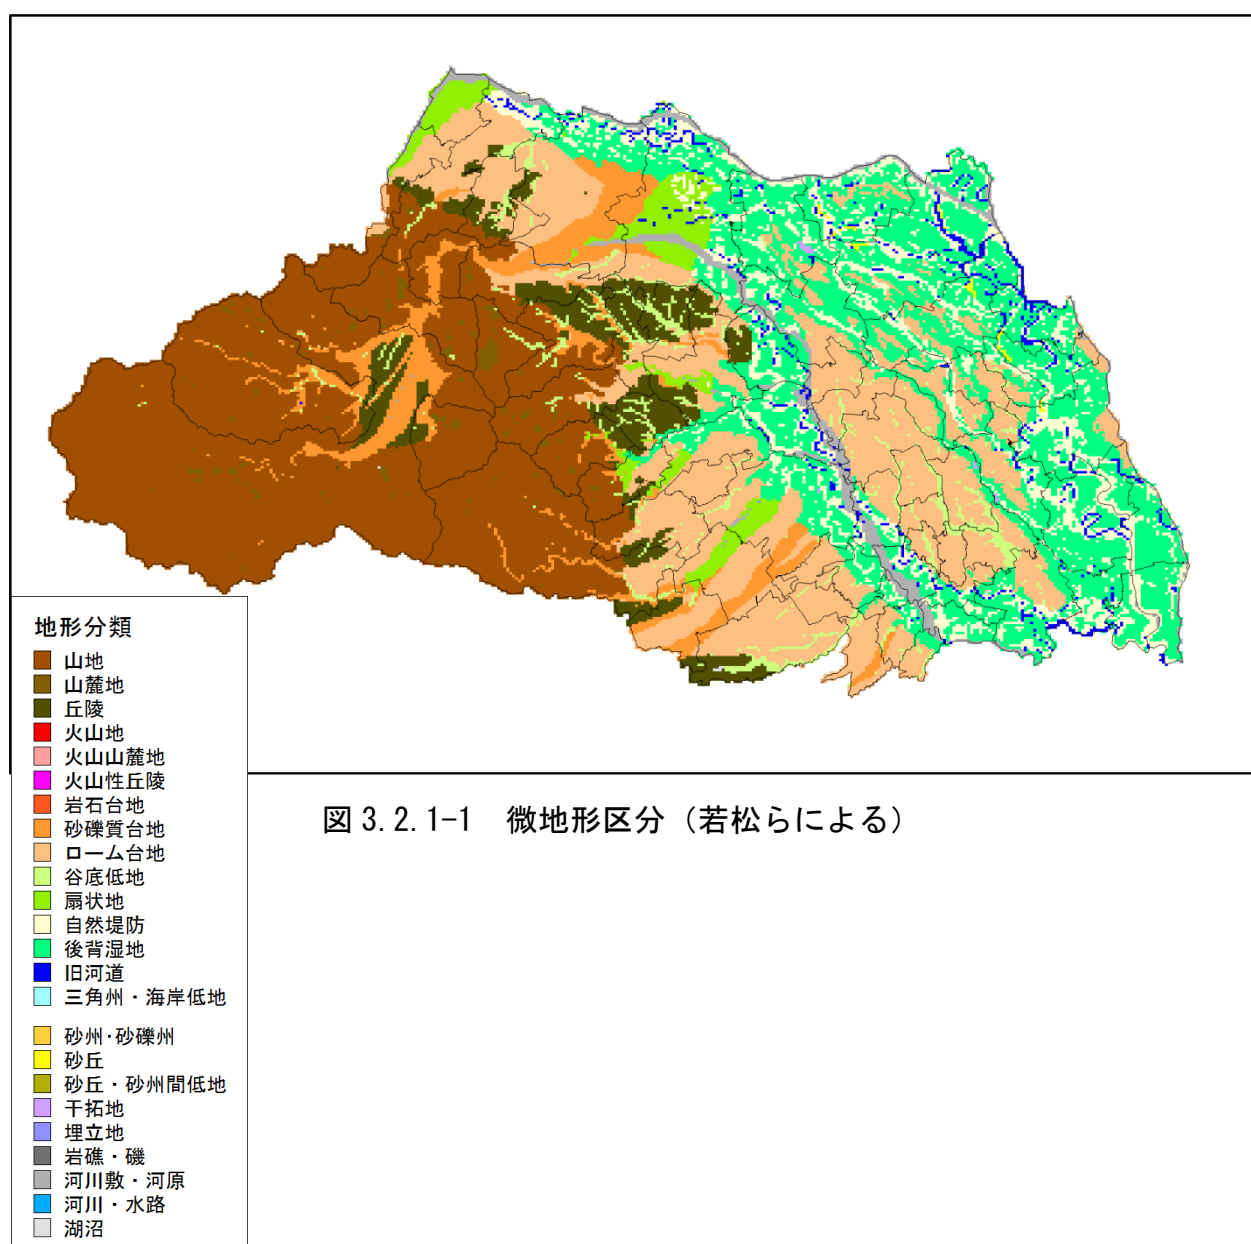 地形分類
山地
山麓地
丘陵
火山地
火山山麓地
火山性丘陵
岩石台地
砂礫質台地
ローム台地
谷底低地
扇状地
自然堤防
後背湿地
旧河道
三角州・海岸低地
砂州・砂礫州
砂丘
砂丘・砂州間低地
干拓地
埋立地
岩礁・磯
河川敷・河原
河川・水路
湖沼
図 3.2.1-1 微地形区分（若松らによる）